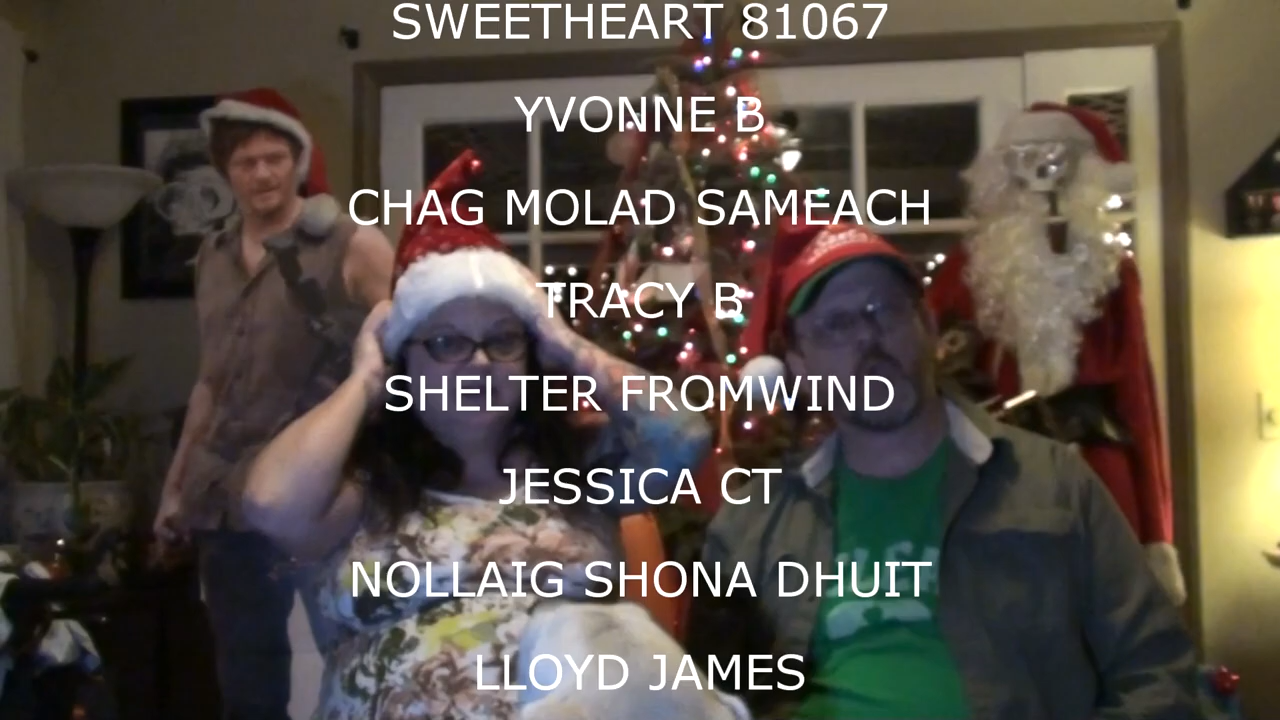 SWEETHEART 81067
YVONNE B
CHAG MOLAD SAMEACH
TRACY B
SHELTER FROMWIND
JESSICA CT
NOLLAIG SHONA DHUIT
LLOYD JAMES